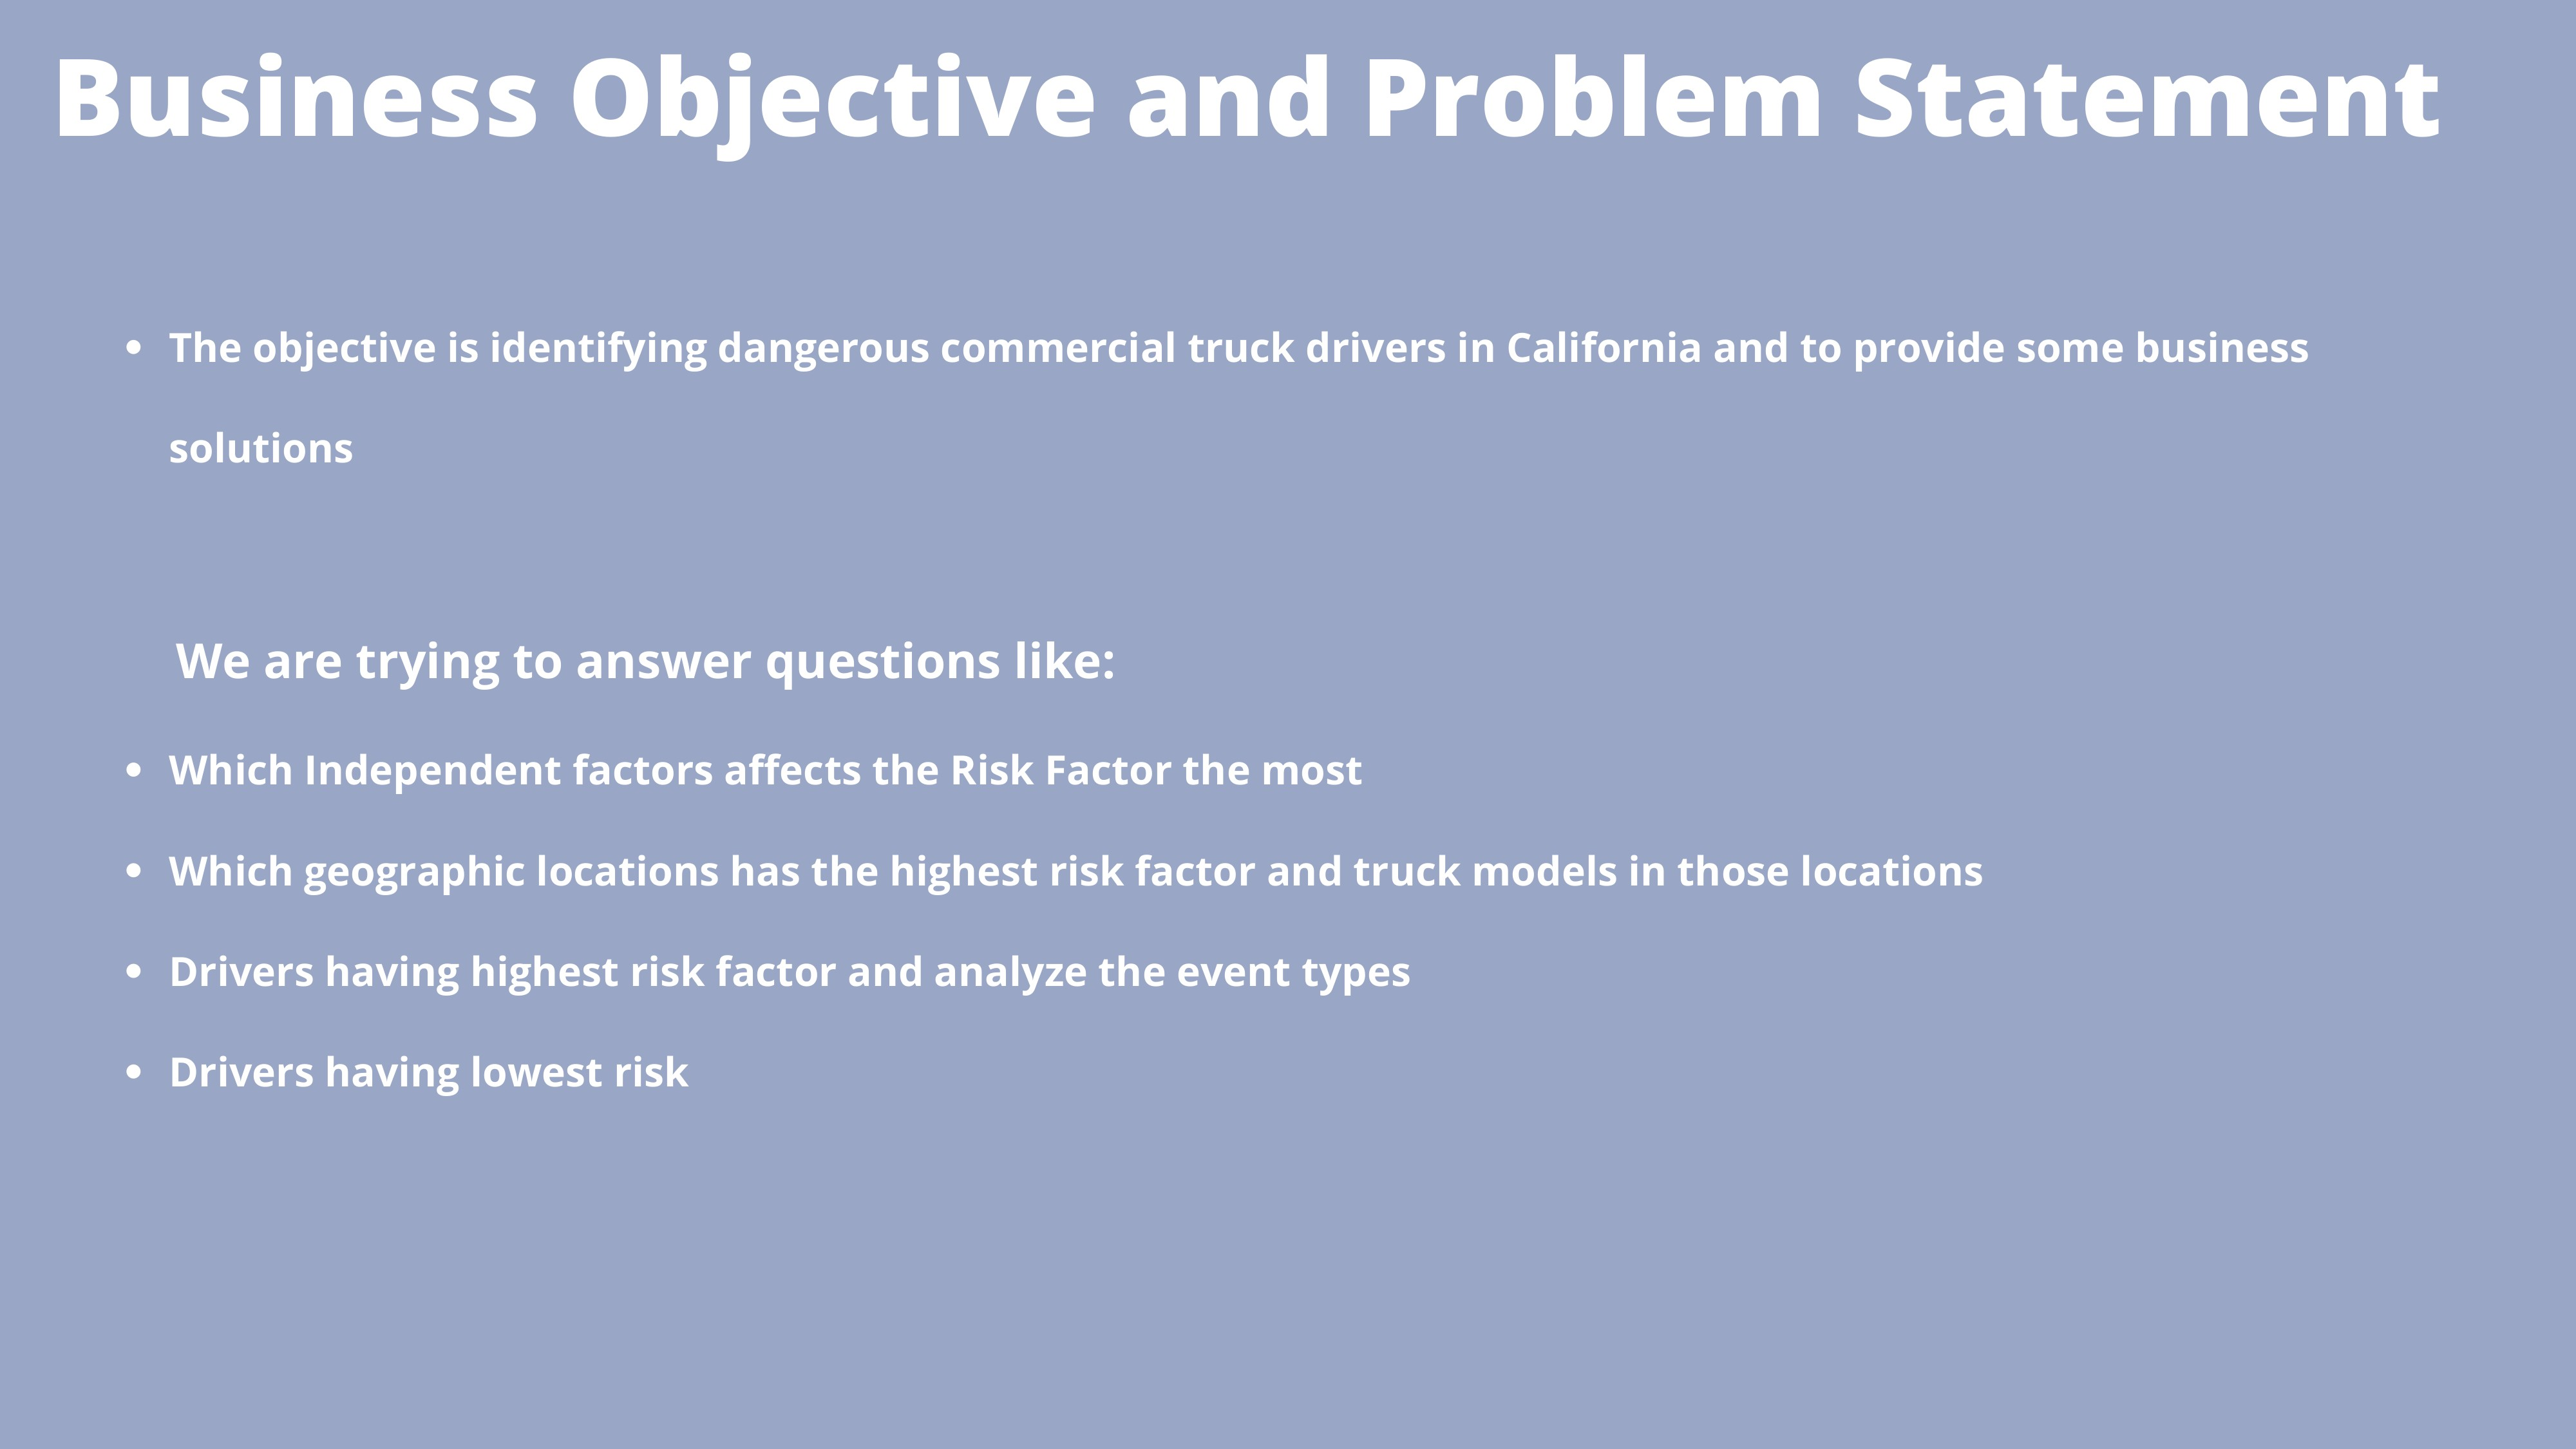 Business Objective and Problem Statement
• The objective is identifying dangerous commercial truck drivers in California and to provide some business
solutions
We are trying to answer questions like:
• Which Independent factors affects the Risk Factor the most
• Which geographic locations has the highest risk factor and truck models in those locations
• Drivers having highest risk factor and analyze the event types
• Drivers having lowest risk